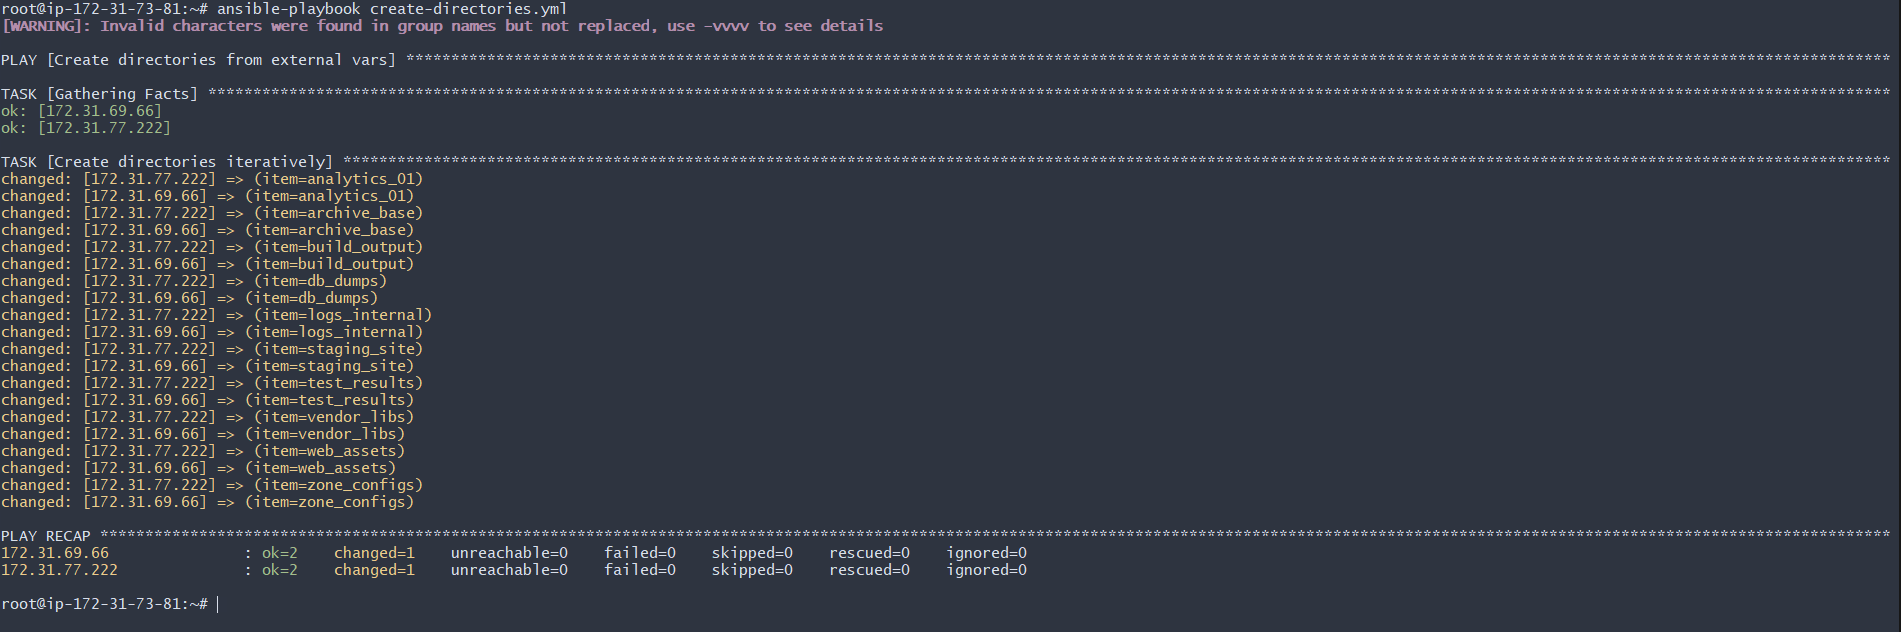 root@ip-172-31-73-81:~# ansible-playbook create-directories.yml
[WARNING]: Invalid characters were found in group names but not replaced, use -vvvv to see details
PLAY [Create directories from external vars] *********************************************************************************************************************************************************************
TASK [Gathering Facts] *******************************************************************************************************************************************************************************************
ok: [172.31.69.66]
ok: [172.31.77.222]
TASK [Create directories iteratively] ****************************************************************************************************************************************************************************
changed: [172.31.77.222] => (item=analytics_01)
changed: [172.31.69.66] => (item=analytics_01)
changed: [172.31.77.222] => (item=archive_base)
changed: [172.31.69.66] => (item=archive_base)
changed: [172.31.77.222] => (item=build_output)
changed: [172.31.69.66] => (item=build_output)
changed: [172.31.77.222] => (item=db_dumps)
changed: [172.31.69.66] => (item=db_dumps)
changed: [172.31.77.222] => (item=logs_internal)
changed: [172.31.69.66] => (item=logs_internal)
changed: [172.31.77.222] => (item=staging_site)
changed: [172.31.69.66] => (item=staging_site)
changed: [172.31.77.222] => (item=test_results)
changed: [172.31.69.66] => (item=test_results)
changed: [172.31.77.222] => (item=vendor_libs)
changed: [172.31.69.66] => (item=vendor_libs)
changed: [172.31.77.222] => (item=web_assets)
changed: [172.31.69.66] => (item=web_assets)
changed: [172.31.77.222] => (item=zone_configs)
changed: [172.31.69.66] => (item=zone_configs)
PLAY RECAP *******************************************************************************************************************************************************************************************************
172.31.69.66               : ok=2    changed=1    unreachable=0    failed=0    skipped=0    rescued=0    ignored=0
172.31.77.222              : ok=2    changed=1    unreachable=0    failed=0    skipped=0    rescued=0    ignored=0
root@ip-172-31-73-81:~#